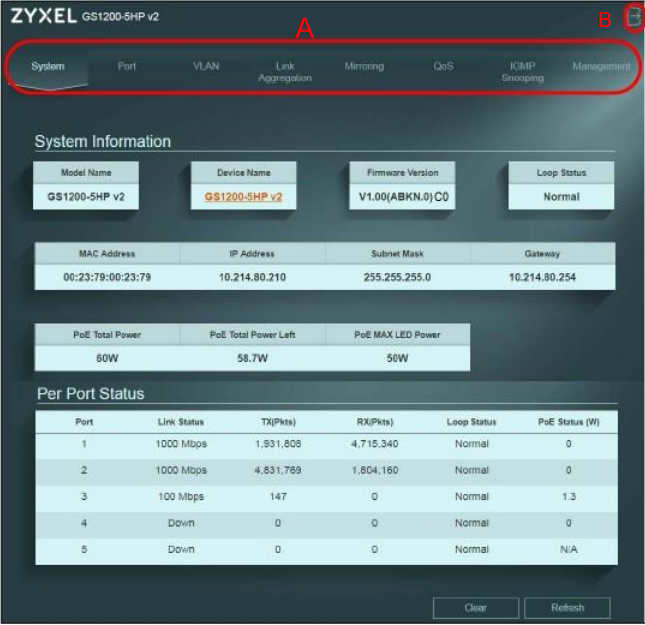 ZYXEL GS1200-5HP v2
A
B
System Port VLAN Link Aggregation Mirroring QoS IGMP Snooping Management
System Information
Model Name Device Name Firmware Version Loop Status
GS1200-5HP v2 GS1200-5HP v2 V1.00(ABKN.0)C0 Normal
MAC Address IP Address Subnet Mask Gateway
00:23:79:00:23:79 10.214.80.210 255.255.255.0 10.214.80.254
PoE Total Power PoE Total Power Left PoE MAX LED Power
60W 58.7W 50W
Per Port Status
Port Link Status TX(Pkts) RX(Pkts) Loop Status PoE Status (W)
1 1000 Mbps 1,931,808 4,715,340 Normal 0
2 1000 Mbps 4,831,769 1,804,160 Normal 0
3 100 Mbps 147 0 Normal 1.3
4 Down 0 0 Normal 0
5 Down 0 0 Normal N/A
Clear Refresh